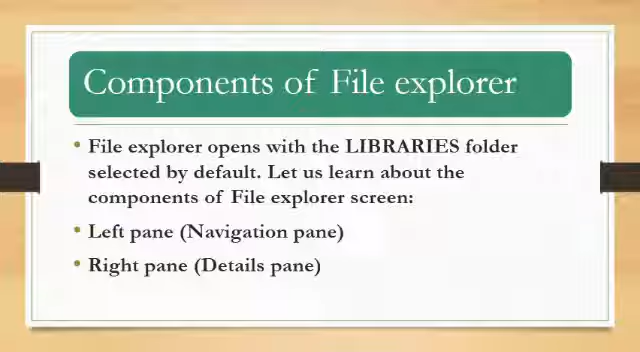 Components of File explorer
• File explorer opens with the LIBRARIES folder
selected by default. Let us learn about the
components of File explorer screen:
• Left pane (Navigation pane)
• Right pane (Details pane)